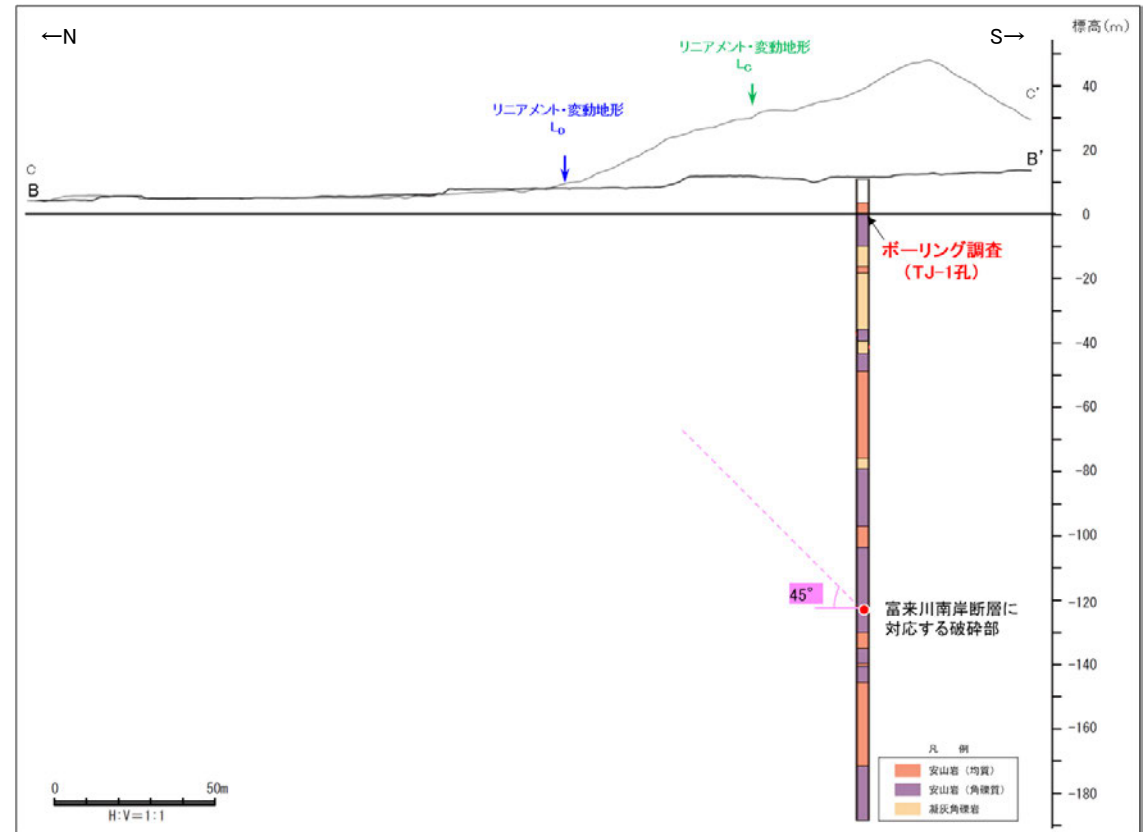 ←N
S→
標高(m)
リニアメント・変動地形
LC
リニアメント・変動地形
LD
C'
B'
C
B
40
20
0
-20
-40
-60
-80
-100
-120
-140
-160
-180
ボーリング調査
(TJ-1孔)
45°
富来川南岸断層に
対応する破砕部
凡 例
安山岩(均質)
安山岩(角礫質)
凝灰角礫岩
0 50m
H:V=1:1